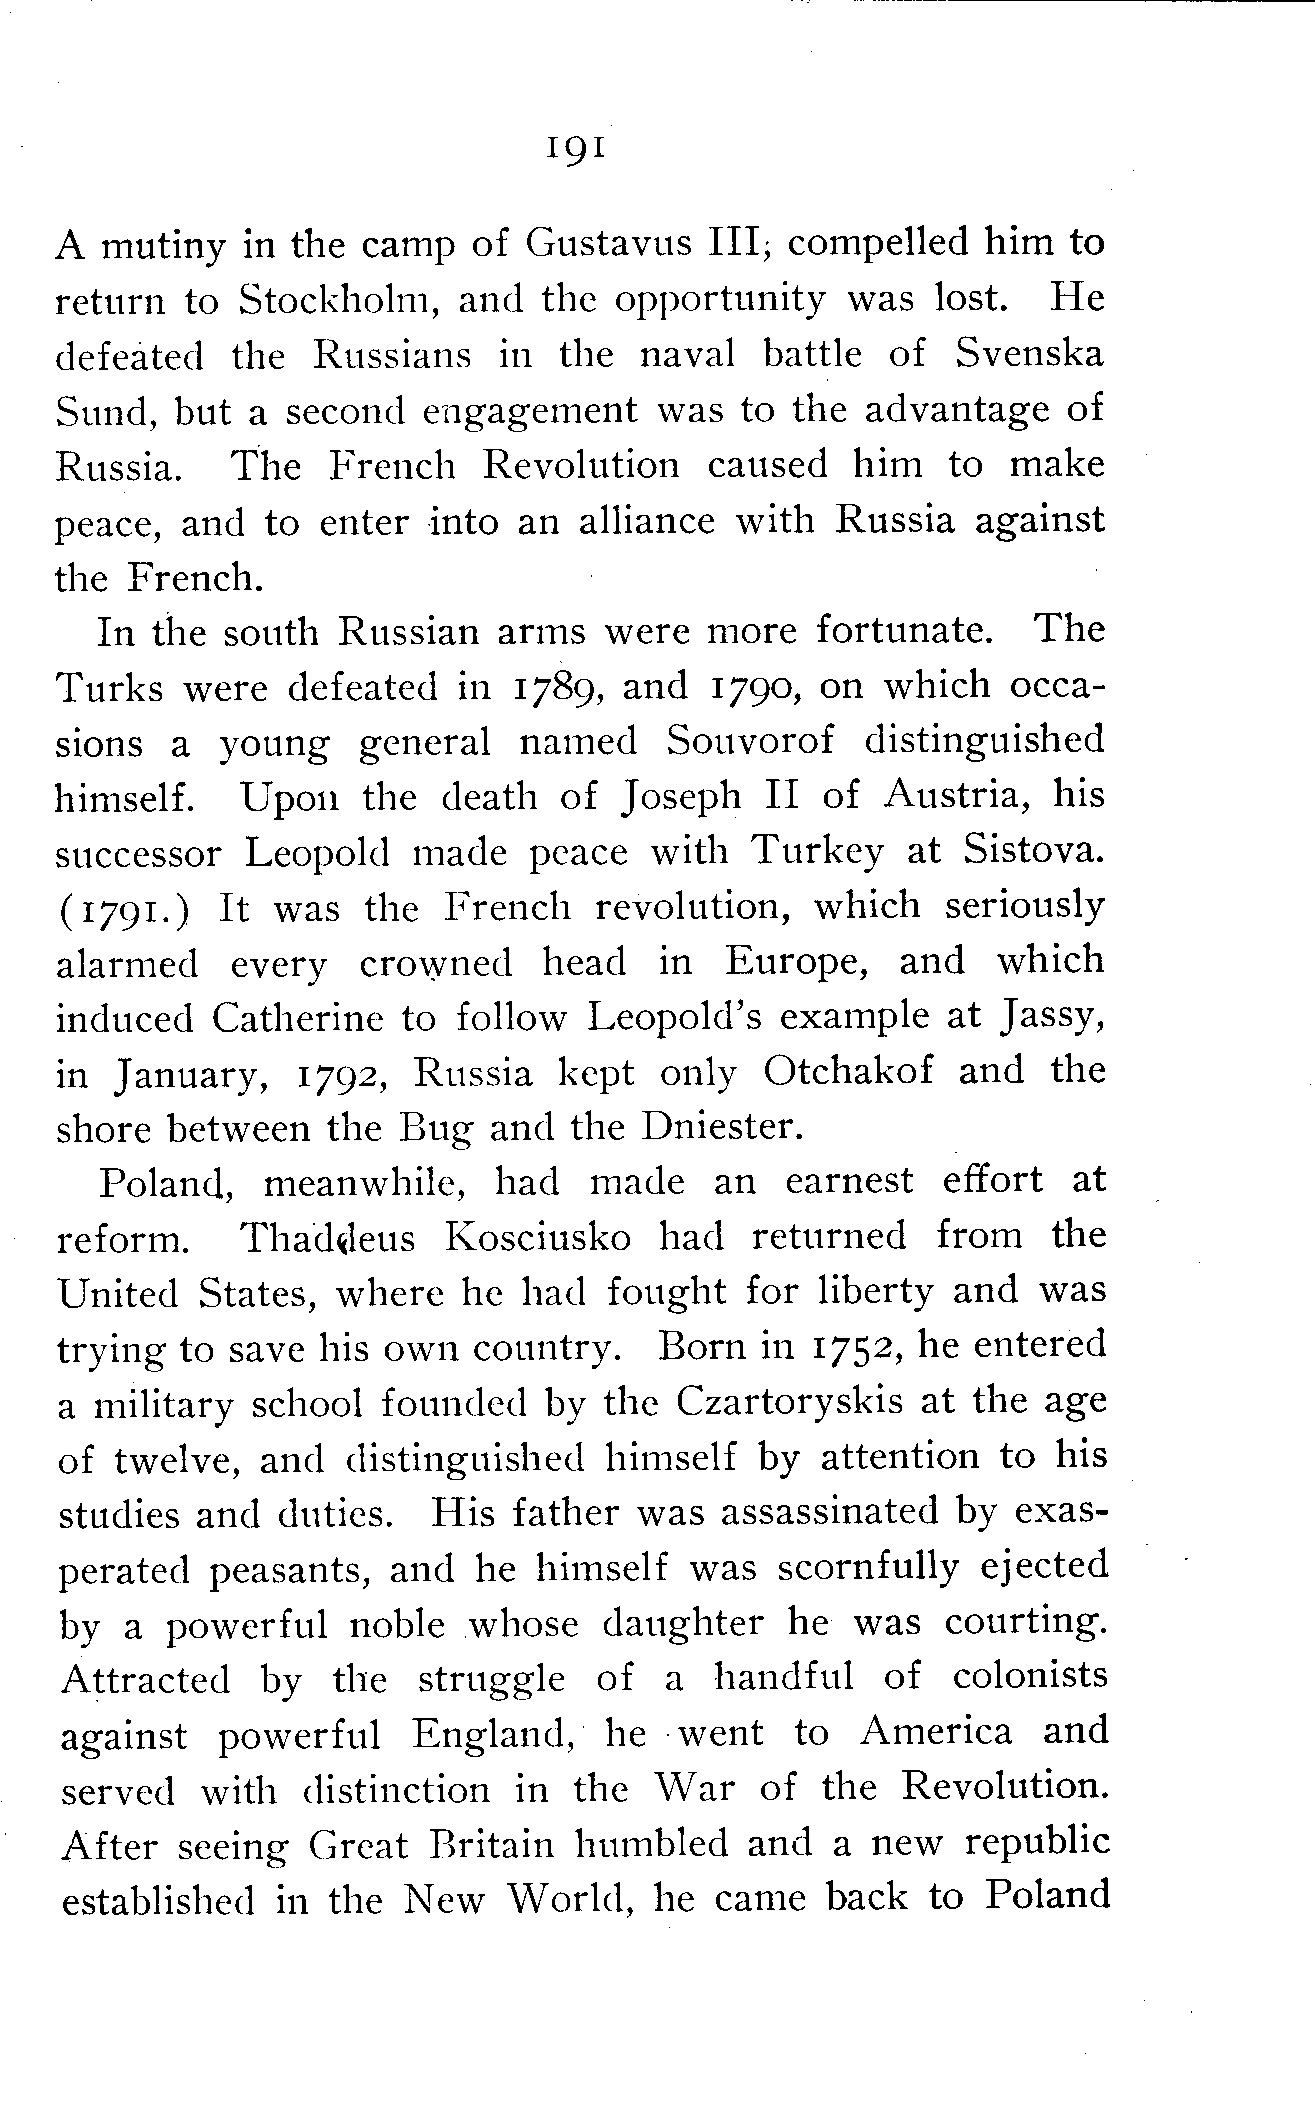 191
A mutiny in the camp of Gustavus III; compelled him to
return to Stockholm, and the opportunity was lost. He
defeated the Russians in the naval battle of Svenska
Sund, but a second engagement was to the advantage of
Russia. The French Revolution caused him to make
peace, and to enter into an alliance with Russia against
the French.
In the south Russian arms were more fortunate. The
Turks were defeated in 1789, and 1790, on which occa-
sions a young general named Souvorof distinguished
himself. Upon the death of Joseph II of Austria, his
successor Leopold made peace with Turkey at Sistova.
(1791.) It was the French revolution, which seriously
alarmed every crowned head in Europe, and which
induced Catherine to follow Leopold's example at Jassy,
in January, 1792, Russia kept only Otchakof and the
shore between the Bug and the Dniester.
Poland, meanwhile, had made an earnest effort at
reform. Thaddeus Kosciusko had returned from the
United States, where he had fought for liberty and was
trying to save his own country. Born in 1752, he entered
a military school founded by the Czartoryskis at the age
of twelve, and distinguished himself by attention to his
studies and duties. His father was assassinated by exas-
perated peasants, and he himself was scornfully ejected
by a powerful noble whose daughter he was courting.
Attracted by the struggle of a handful of colonists
against powerful England, he went to America and
served with distinction in the War of the Revolution.
After seeing Great Britain humbled and a new republic
established in the New World, he came back to Poland